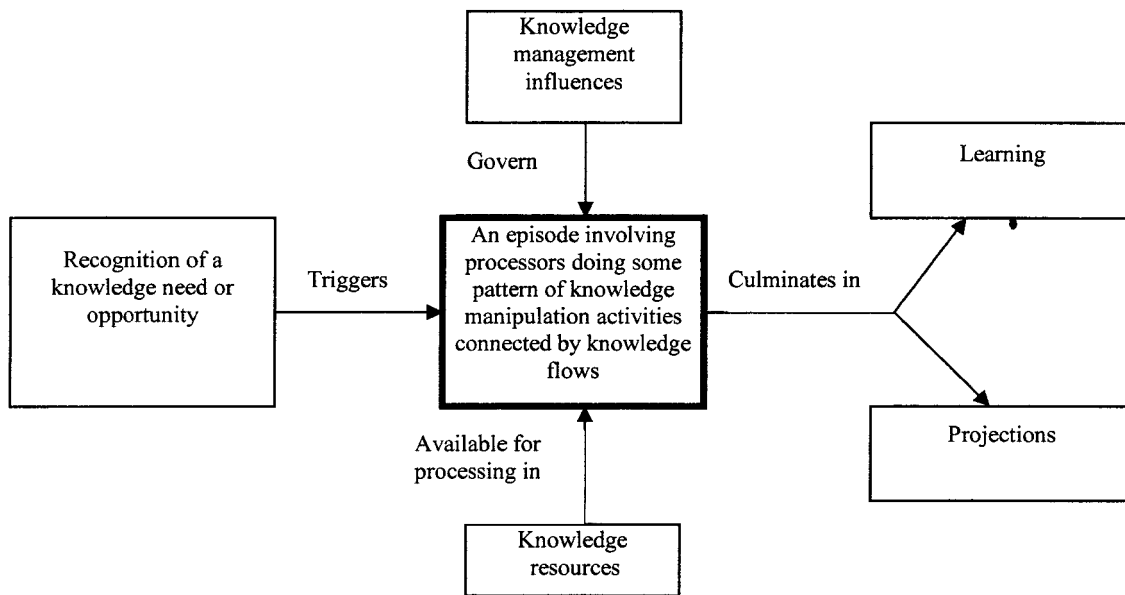 Knowledge
management
influences
Govern
Learning
Recognition of a
knowledge need or
opportunity
Triggers
An episode involving
processors doing some
pattern of knowledge
manipulation activities
connected by knowledge
flows
Culminates in
Available for
processing in
Projections
Knowledge
resources